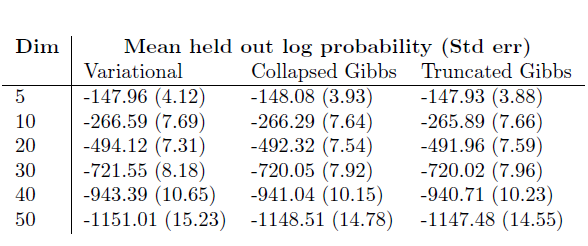 Dim Mean held out log probability (Std err)
Variational Collapsed Gibbs Truncated Gibbs
5 -147.96 (4.12) -148.08 (3.93) -147.93 (3.88)
10 -266.59 (7.69) -266.29 (7.64) -265.89 (7.66)
20 -494.12 (7.31) -492.32 (7.54) -491.96 (7.59)
30 -721.55 (8.18) -720.05 (7.92) -720.02 (7.96)
40 -943.39 (10.65) -941.04 (10.15) -940.71 (10.23)
50 -1151.01 (15.23) -1148.51 (14.78) -1147.48 (14.55)